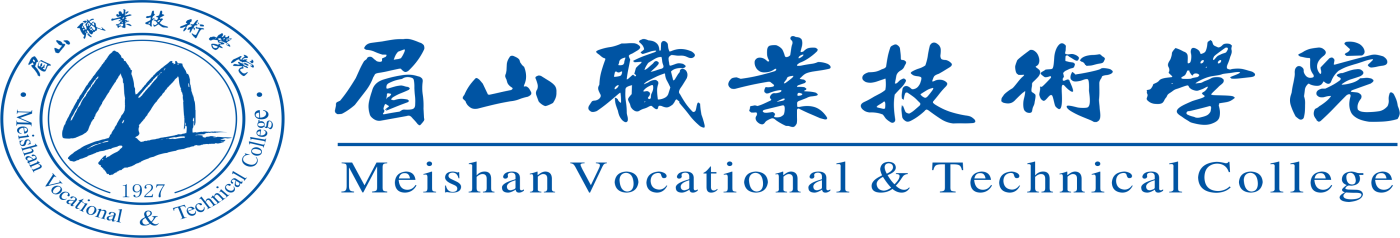 眉山職業技術學院
1927
Meishan Vocational & Technical College
眉山職業技術學院
Meishan Vocational & Technical College